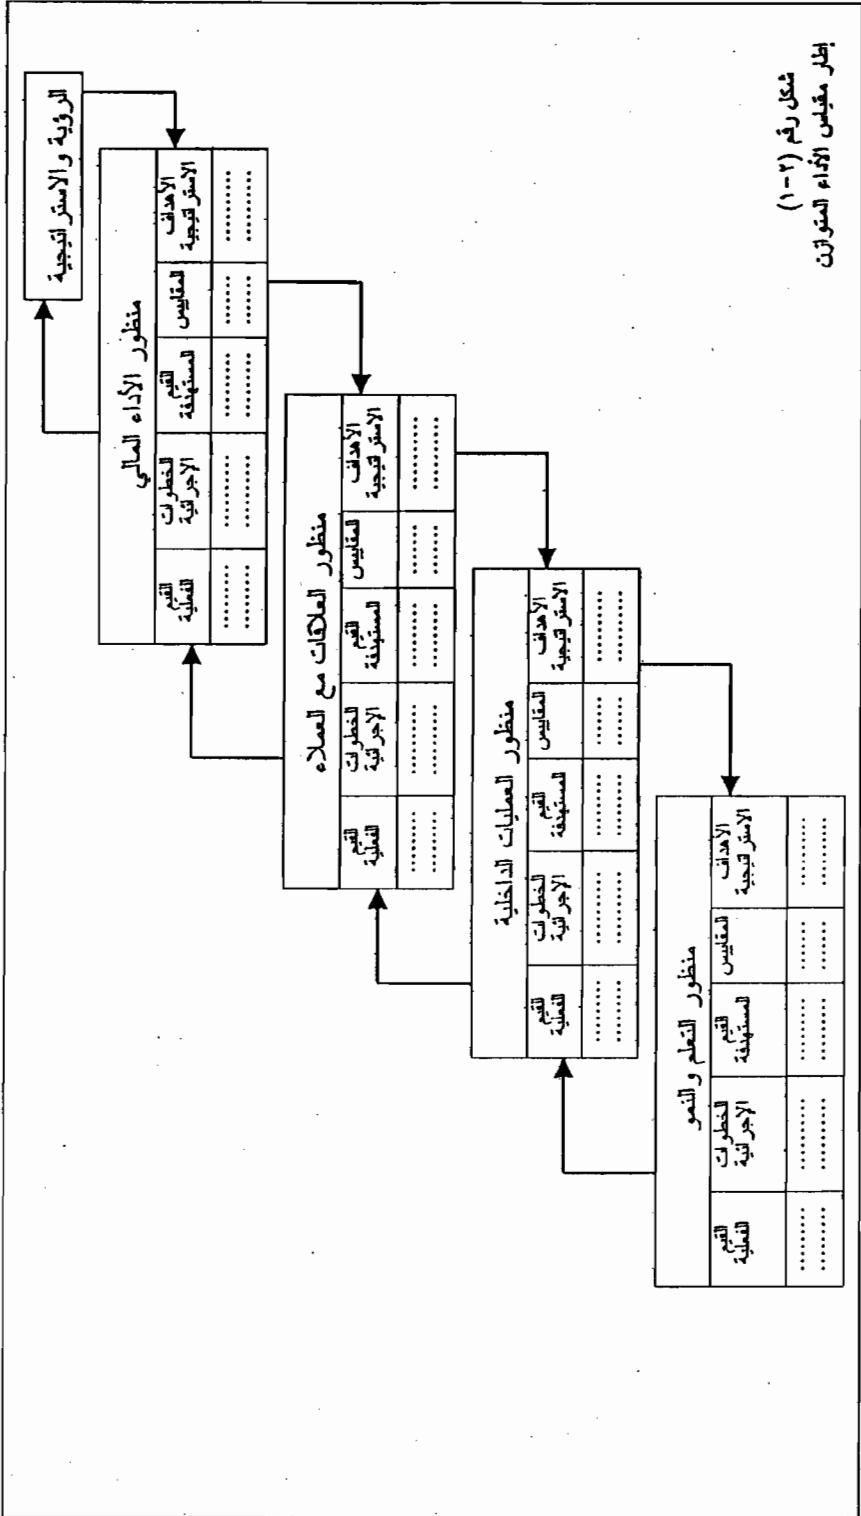 الرؤية والاستراتيجية
منظور الأداء المالي
الأهداف الاستراتيجية
المقاييس
القيم المستهدفة
الخطوات الإجرائية
القيم الفعلية
..........
..........
..........
..........
..........
..........
..........
..........
..........
..........
منظور العلاقات مع العملاء
الأهداف الاستراتيجية
المقاييس
القيم المستهدفة
الخطوات الإجرائية
القيم الفعلية
..........
..........
..........
..........
..........
..........
..........
..........
..........
..........
منظور العمليات الداخلية
الأهداف الاستراتيجية
المقاييس
القيم المستهدفة
الخطوات الإجرائية
القيم الفعلية
..........
..........
..........
..........
..........
..........
..........
..........
..........
..........
منظور التعلم والنمو
الأهداف الاستراتيجية
المقاييس
القيم المستهدفة
الخطوات الإجرائية
القيم الفعلية
..........
..........
..........
..........
..........
..........
..........
..........
..........
..........
شكل رقم (٢-١)
إطار مقياس الأداء المتوازن